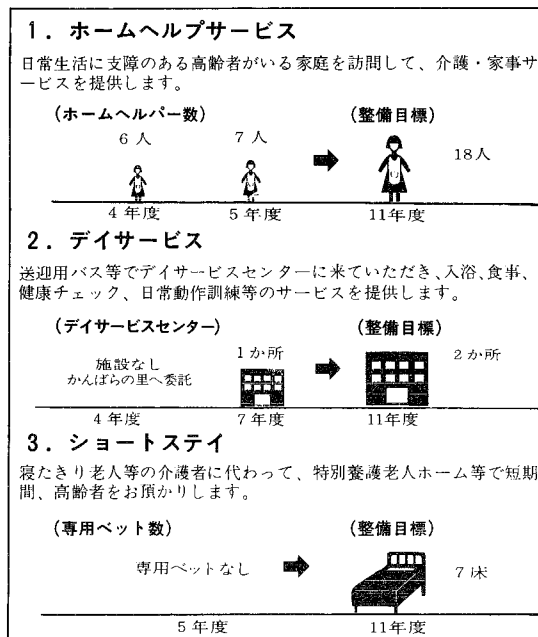 1．ホームヘルプサービス
日常生活に支障のある高齢者がいる家庭を訪問して、介護・家事サ
ービスを提供します。
（ホームヘルパー数） （整備目標）
6人 7人 18人
4年度 5年度 11年度
2．デイサービス
送迎用バス等でデイサービスセンターに来ていただき、入浴、食事、
健康チェック、日常動作訓練等のサービスを提供します。
（デイサービスセンター） （整備目標）
施設なし 1か所 2か所
かんばらの里へ委託
4年度 7年度 11年度
3．ショートステイ
寝たきり老人等の介護者に代わって、特別養護老人ホーム等で短期
間、高齢者をお預かりします。
（専用ベット数） （整備目標）
専用ベットなし 7床
5年度 11年度